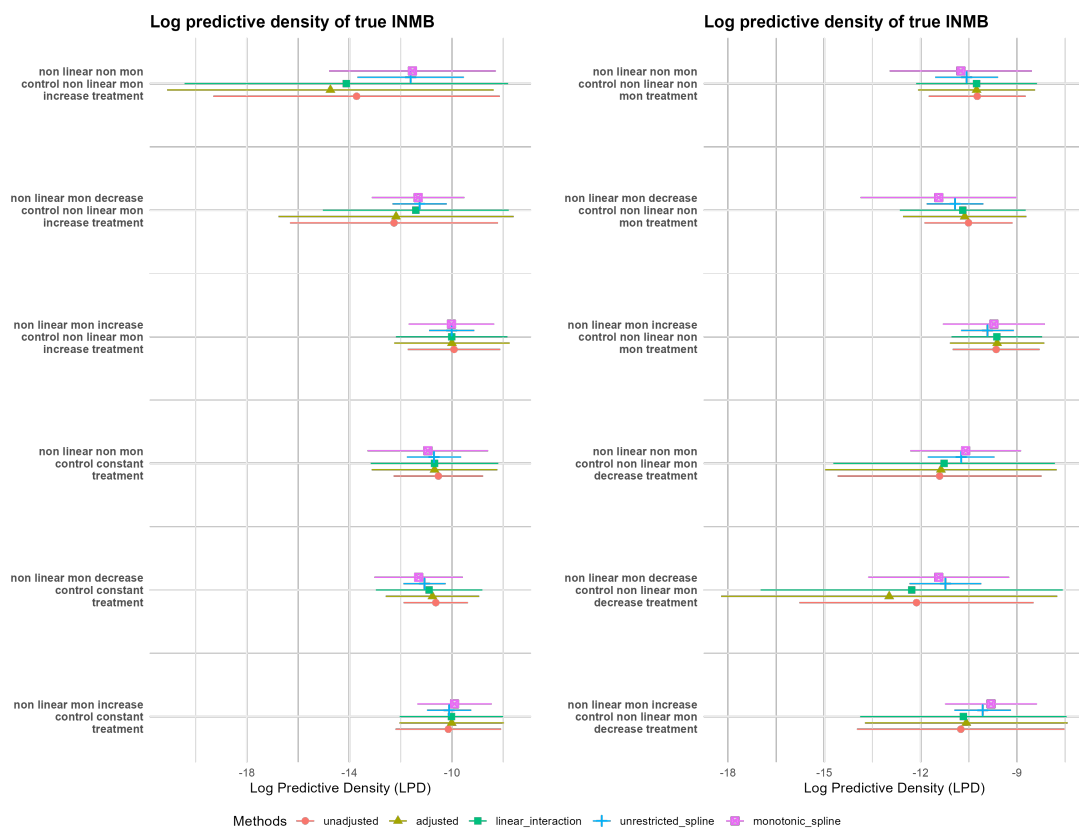 Log predictive density of true INMB
non linear non mon
control non linear mon
increase treatment
non linear mon decrease
control non linear mon
increase treatment
non linear mon increase
control non linear mon
increase treatment
non linear non mon
control constant
treatment
non linear mon decrease
control constant
treatment
non linear mon increase
control constant
treatment
-18 -14 -10
Log Predictive Density (LPD)
Log predictive density of true INMB
non linear non mon
control non linear non
mon treatment
non linear mon decrease
control non linear non
mon treatment
non linear mon increase
control non linear non
mon treatment
non linear non mon
control non linear mon
decrease treatment
non linear mon decrease
control non linear mon
decrease treatment
non linear mon increase
control non linear mon
decrease treatment
-18 -15 -12 -9
Log Predictive Density (LPD)
Methods unadjusted adjusted linear_interaction unrestricted_spline monotonic_spline